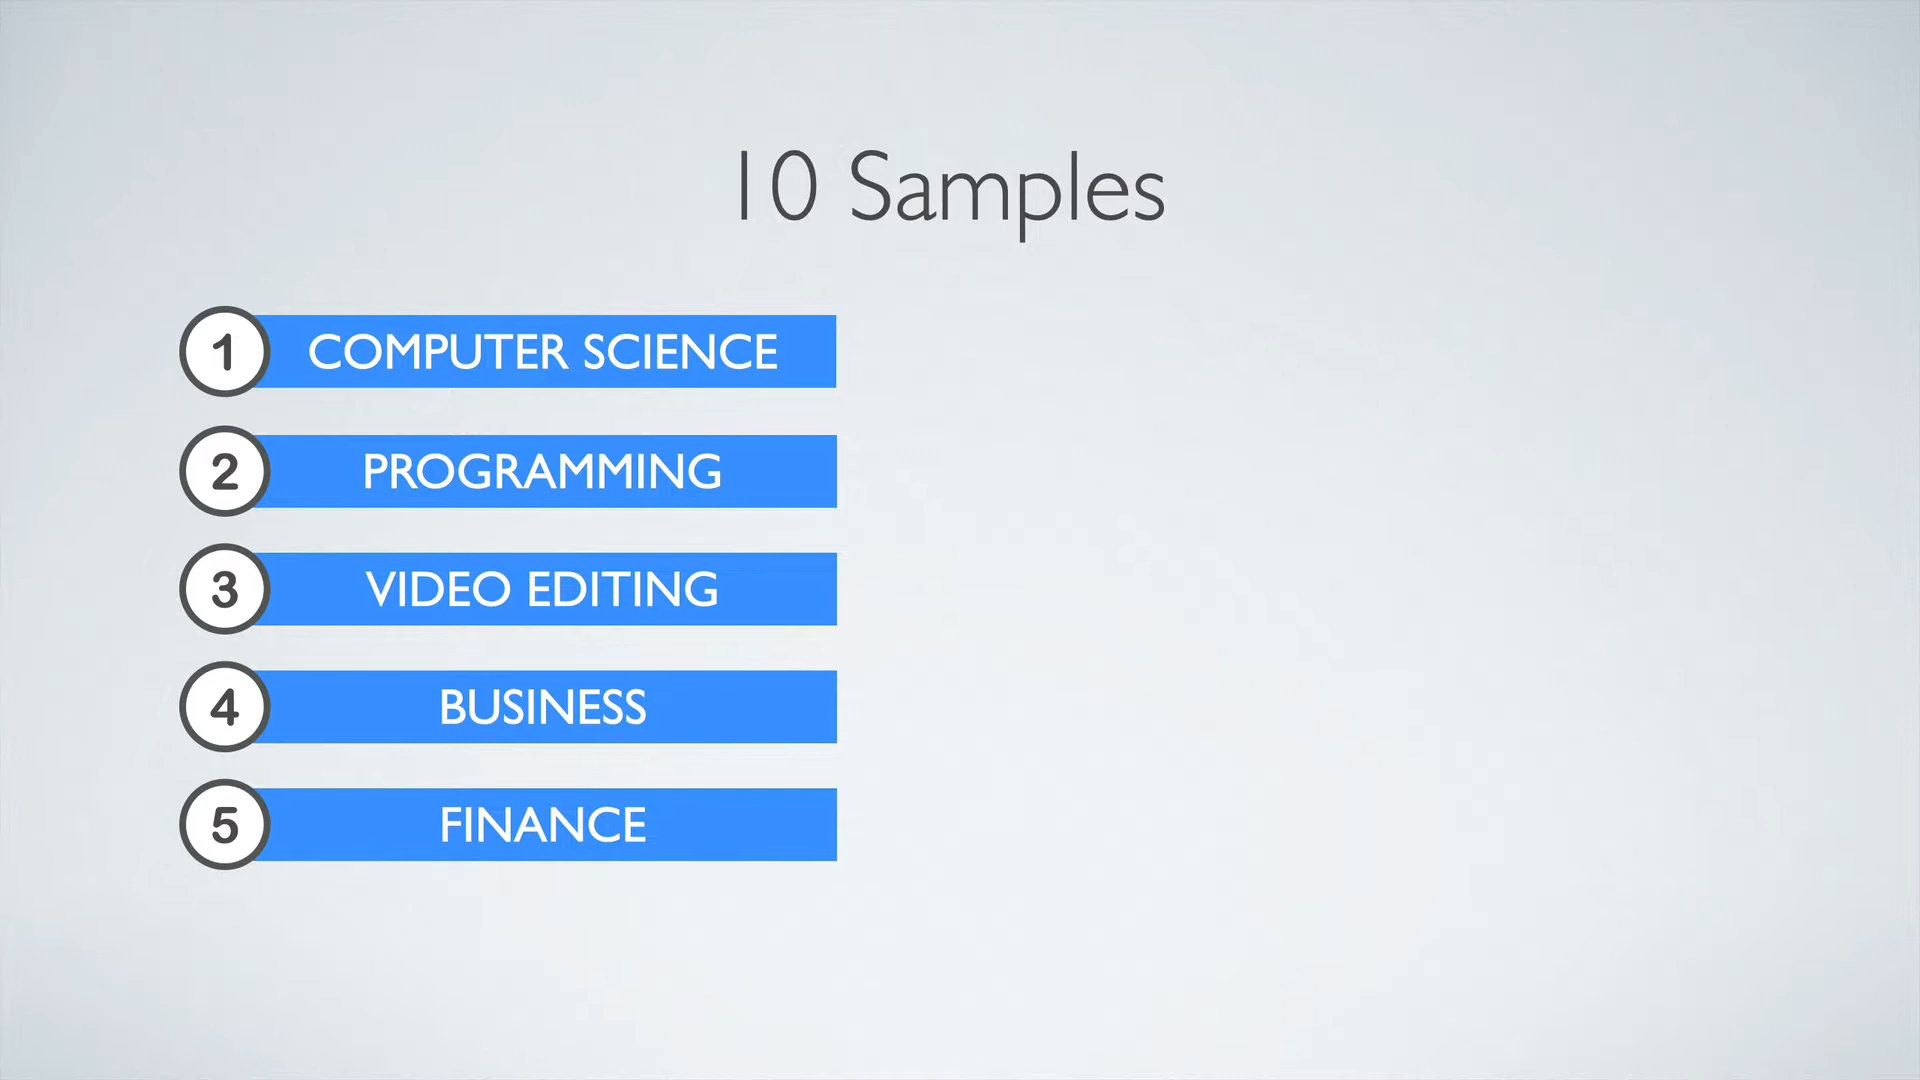 10 Samples
1 COMPUTER SCIENCE
2 PROGRAMMING
3 VIDEO EDITING
4 BUSINESS
5 FINANCE